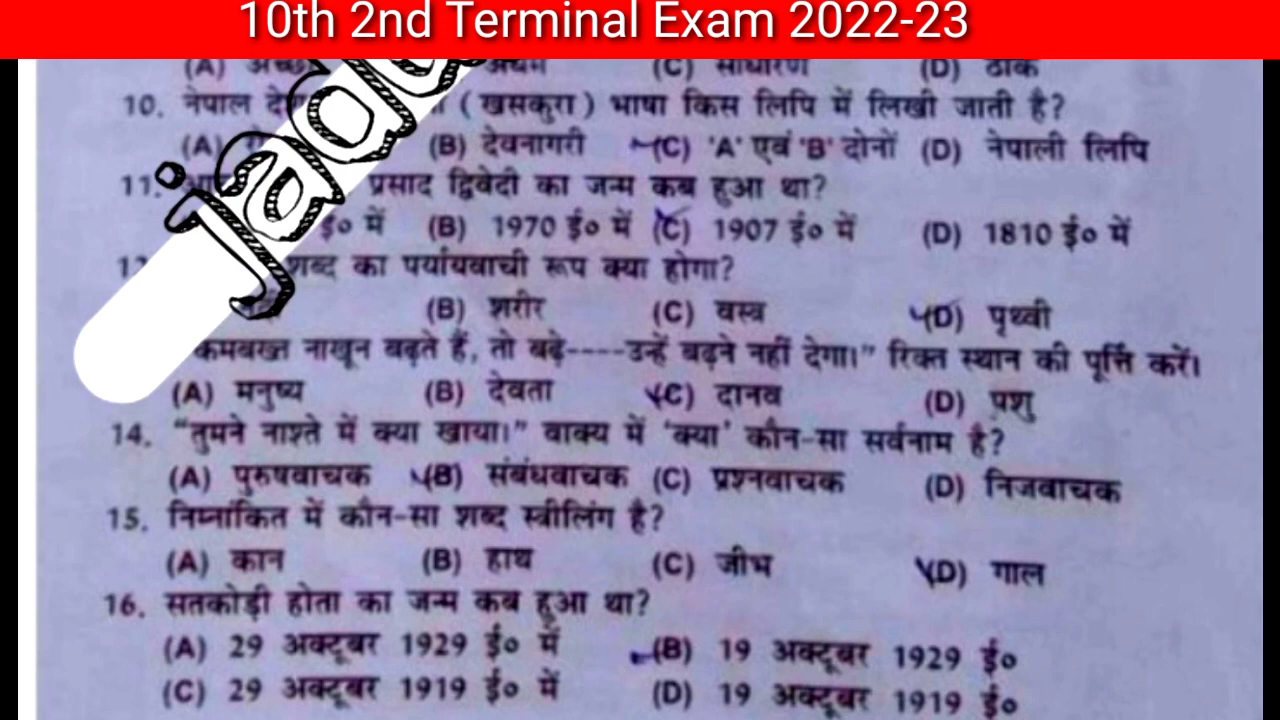 10th 2nd Terminal Exam 2022-23
(A) (C) साधारण (D) ठीक
10. नेपाल ( खसकुरा ) भाषा किस लिपि में लिखी जाती है?
(A) (B) देवनागरी (C) 'A' एवं 'B' दोनों (D) नेपाली लिपि
11. प्रसाद द्विवेदी का जन्म कब हुआ था?
ई० में (B) 1970 ई० में (C) 1907 ई० में (D) 1810 ई० में
शब्द का पर्यायवाची रूप क्या होगा?
(B) शरीर (C) वस्त्र (D) पृथ्वी
कमबख्त नाखून बढ़ते हैं, तो बढ़े----उन्हें बढ़ने नहीं देगा।” रिक्त स्थान की पूर्त्ति करें।
(A) मनुष्य (B) देवता (C) दानव (D) पशु
14. “तुमने नाश्ते में क्या खाया।” वाक्य में ‘क्या’ कौन-सा सर्वनाम है?
(A) पुरुषवाचक (B) संबंधवाचक (C) प्रश्नवाचक (D) निजवाचक
15. निम्नांकित में कौन-सा शब्द स्त्रीलिंग है?
(A) कान (B) हाथ (C) जीभ (D) गाल
16. सतकोड़ी होता का जन्म कब हुआ था?
(A) 29 अक्टूबर 1929 ई० में (B) 19 अक्टूबर 1929 ई०
(C) 29 अक्टूबर 1919 ई० में (D) 19 अक्टूबर 1919 ई०